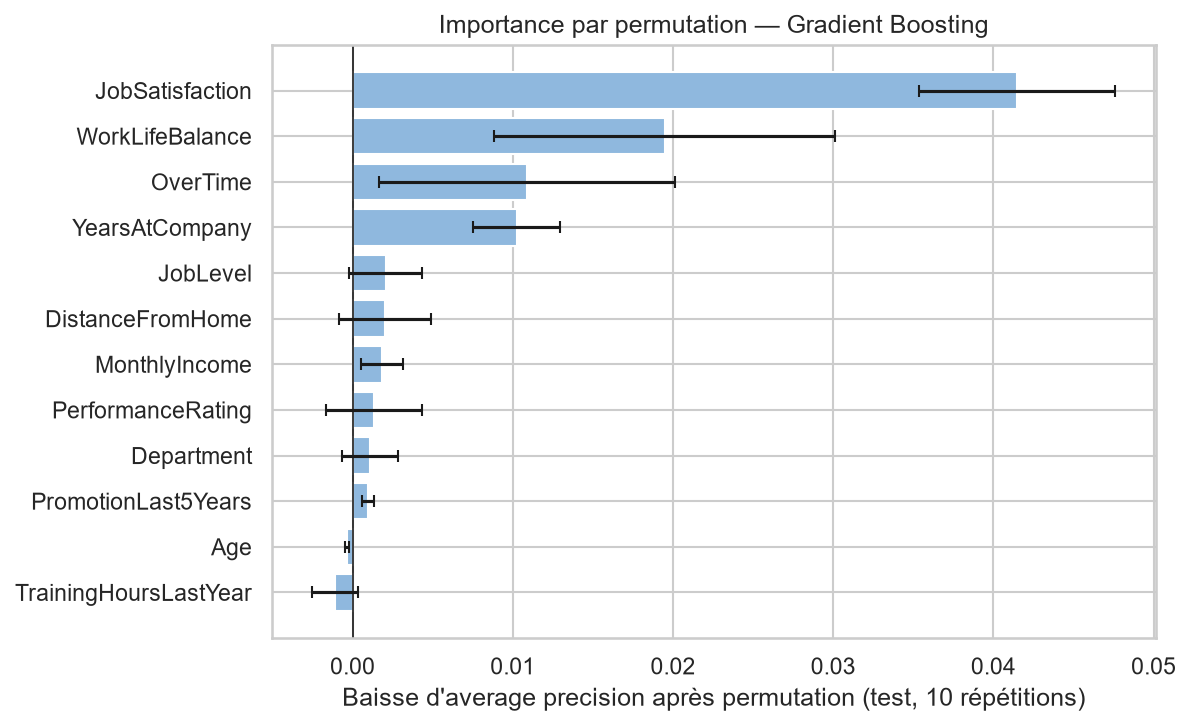 Importance par permutation — Gradient Boosting
JobSatisfaction
WorkLifeBalance
OverTime
YearsAtCompany
JobLevel
DistanceFromHome
MonthlyIncome
PerformanceRating
Department
PromotionLast5Years
Age
TrainingHoursLastYear
0.00 0.01 0.02 0.03 0.04 0.05
Baisse d'average precision après permutation (test, 10 répétitions)